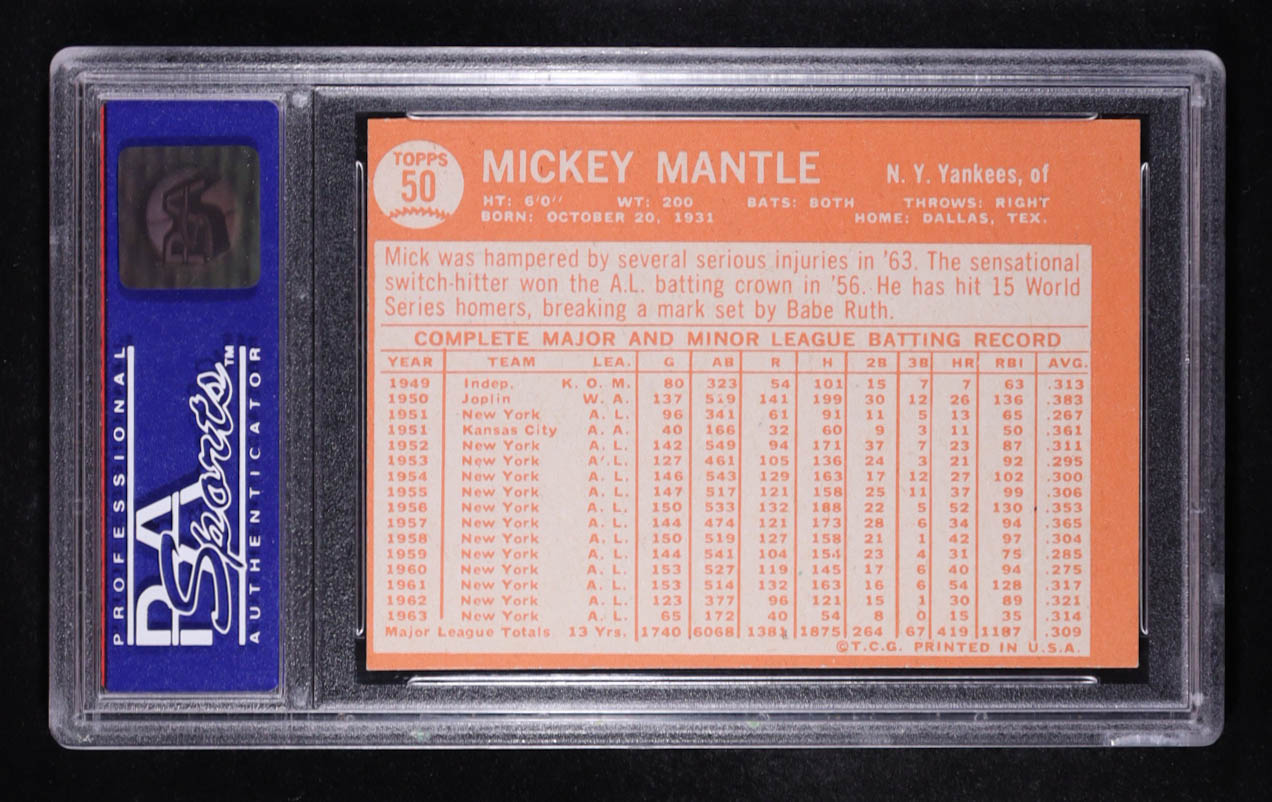 PSA
PROFESSIONAL
PSA
Sports™
AUTHENTICATOR
TOPPS
50
MICKEY MANTLE N. Y. Yankees, of
HT: 6'0'' WT: 200 BATS: BOTH THROWS: RIGHT
BORN: OCTOBER 20, 1931 HOME: DALLAS, TEX.
Mick was hampered by several serious injuries in '63. The sensational
switch-hitter won the A.L. batting crown in '56. He has hit 15 World
Series homers, breaking a mark set by Babe Ruth.
COMPLETE MAJOR AND MINOR LEAGUE BATTING RECORD
YEAR TEAM LEA. G AB R H 2B 3B HR RBI AVG.
1949 Indep. K. O. M. 80 323 54 101 15 7 7 63 .313
1950 Joplin W. A. 137 519 141 199 30 12 26 136 .383
1951 New York A. L. 96 341 61 91 11 5 13 65 .267
1951 Kansas City A. A. 40 166 32 60 9 3 11 50 .361
1952 New York A. L. 142 549 94 171 37 7 23 87 .311
1953 New York A. L. 127 461 105 136 24 3 21 92 .295
1954 New York A. L. 146 543 129 163 17 12 27 102 .300
1955 New York A. L. 147 517 121 158 25 11 37 99 .306
1956 New York A. L. 150 533 132 188 22 5 52 130 .353
1957 New York A. L. 144 474 121 173 28 6 34 94 .365
1958 New York A. L. 150 519 127 158 21 1 42 97 .304
1959 New York A. L. 144 541 104 154 23 4 31 75 .285
1960 New York A. L. 153 527 119 145 17 6 40 94 .275
1961 New York A. L. 153 514 132 163 16 6 54 128 .317
1962 New York A. L. 123 377 96 121 15 1 30 89 .321
1963 New York A. L. 65 172 40 54 8 0 15 35 .314
Major League Totals 13 Yrs. 1740 6068 1381 1875 264 67 419 1187 .309
©T.C.G. PRINTED IN U.S.A.